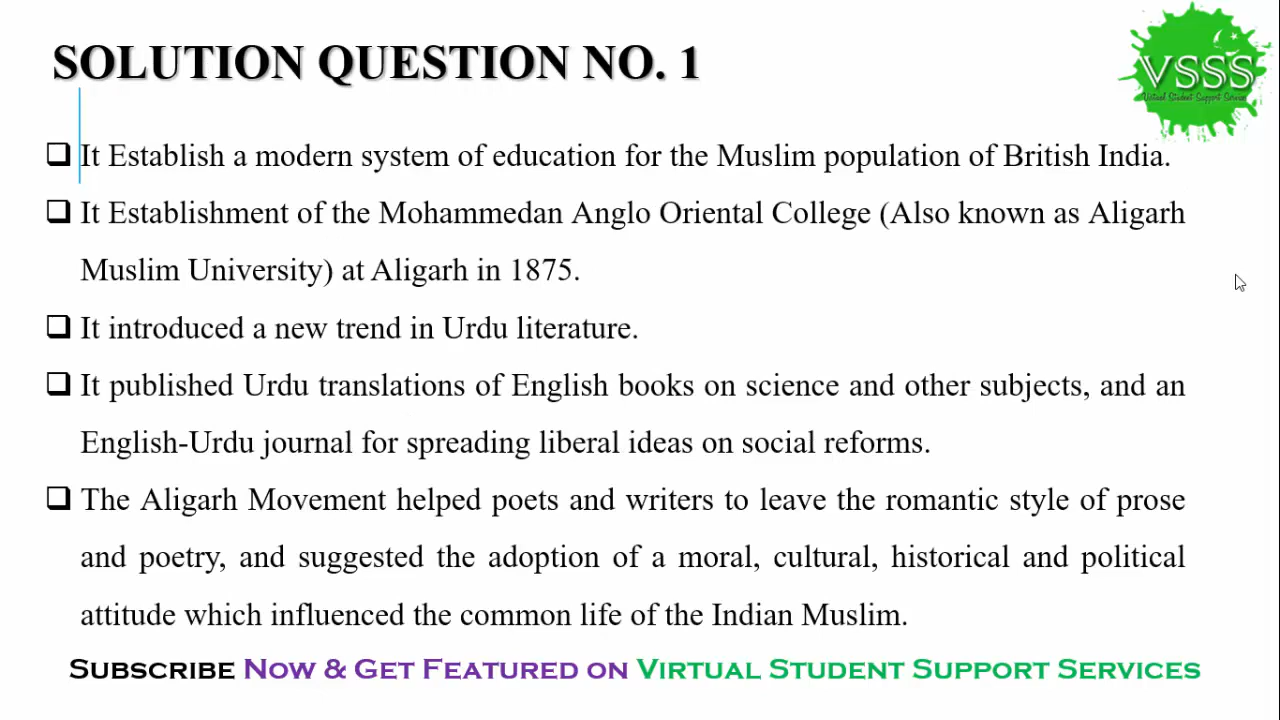 SOLUTION QUESTION NO. 1
VSSS
Virtual Student Support Services
It Establish a modern system of education for the Muslim population of British India.
It Establishment of the Mohammedan Anglo Oriental College (Also known as Aligarh
Muslim University) at Aligarh in 1875.
It introduced a new trend in Urdu literature.
It published Urdu translations of English books on science and other subjects, and an
English-Urdu journal for spreading liberal ideas on social reforms.
The Aligarh Movement helped poets and writers to leave the romantic style of prose
and poetry, and suggested the adoption of a moral, cultural, historical and political
attitude which influenced the common life of the Indian Muslim.
Subscribe Now & Get Featured on Virtual Student Support Services